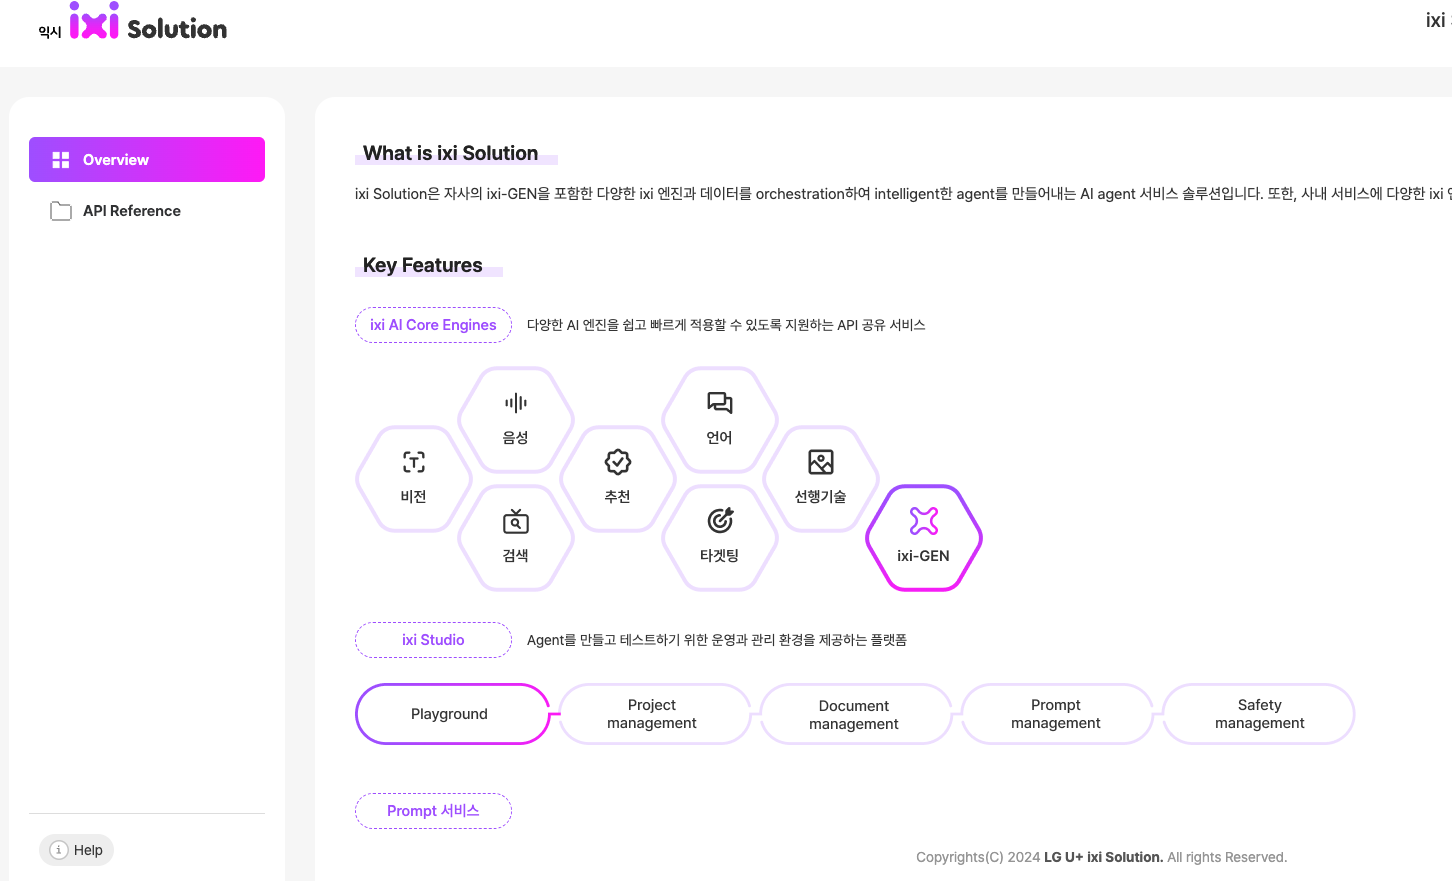 익시 ixi Solution
ixi
Overview
API Reference
Help
What is ixi Solution
ixi Solution은 자사의 ixi-GEN을 포함한 다양한 ixi 엔진과 데이터를 orchestration하여 intelligent한 agent를 만들어내는 AI agent 서비스 솔루션입니다. 또한, 사내 서비스에 다양한 ixi
Key Features
ixi AI Core Engines
다양한 AI 엔진을 쉽고 빠르게 적용할 수 있도록 지원하는 API 공유 서비스
음성
언어
비전
추천
선행기술
검색
타겟팅
ixi-GEN
ixi Studio
Agent를 만들고 테스트하기 위한 운영과 관리 환경을 제공하는 플랫폼
Playground
Project
management
Document
management
Prompt
management
Safety
management
Prompt 서비스
Copyrights(C) 2024 LG U+ ixi Solution. All rights Reserved.